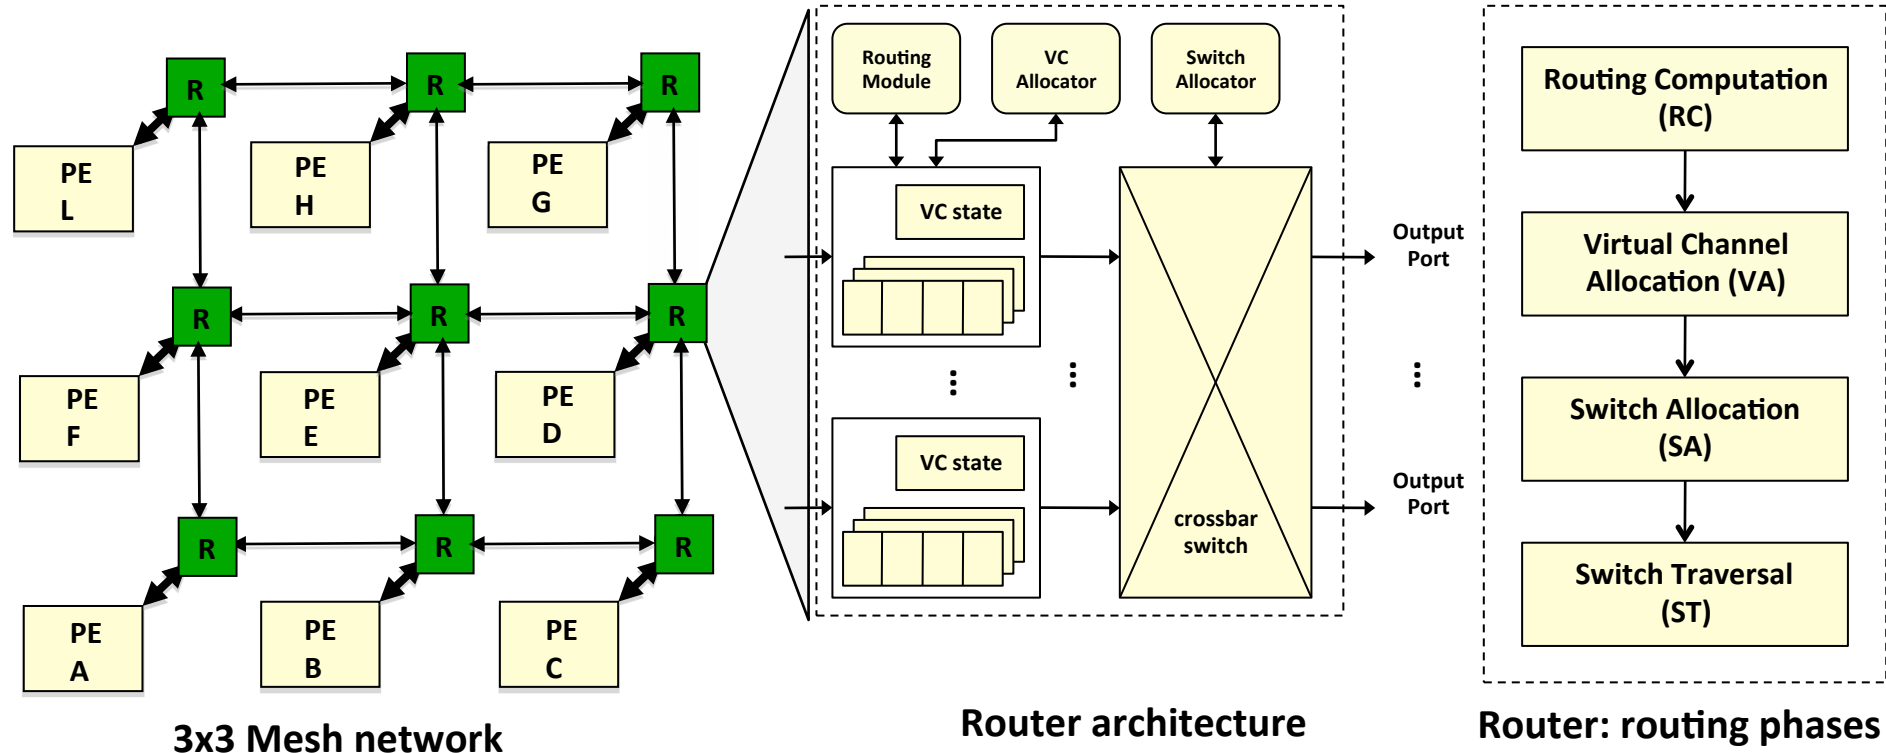 R
R
R
PE
L
PE
H
PE
G
R
R
R
PE
F
PE
E
PE
D
R
R
R
PE
A
PE
B
PE
C
3x3 Mesh network
Routing
Module
VC
Allocator
Switch
Allocator
VC state
...
VC state
...
crossbar
switch
Output
Port
...
Output
Port
Router architecture
Routing Computation
(RC)
Virtual Channel
Allocation (VA)
Switch Allocation
(SA)
Switch Traversal
(ST)
Router: routing phases